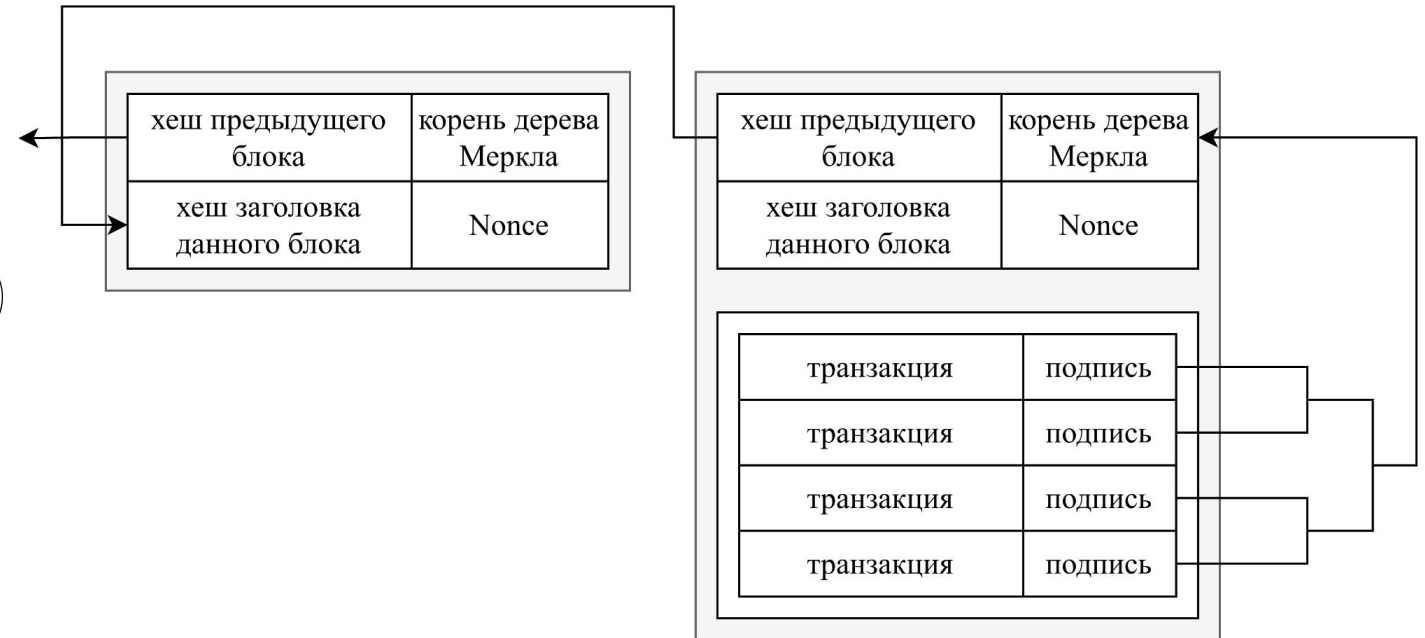 хеш предыдущего
блока
корень дерева
Меркла
хеш заголовка
данного блока
Nonce
хеш предыдущего
блока
корень дерева
Меркла
хеш заголовка
данного блока
Nonce
транзакция
подпись
транзакция
подпись
транзакция
подпись
транзакция
подпись